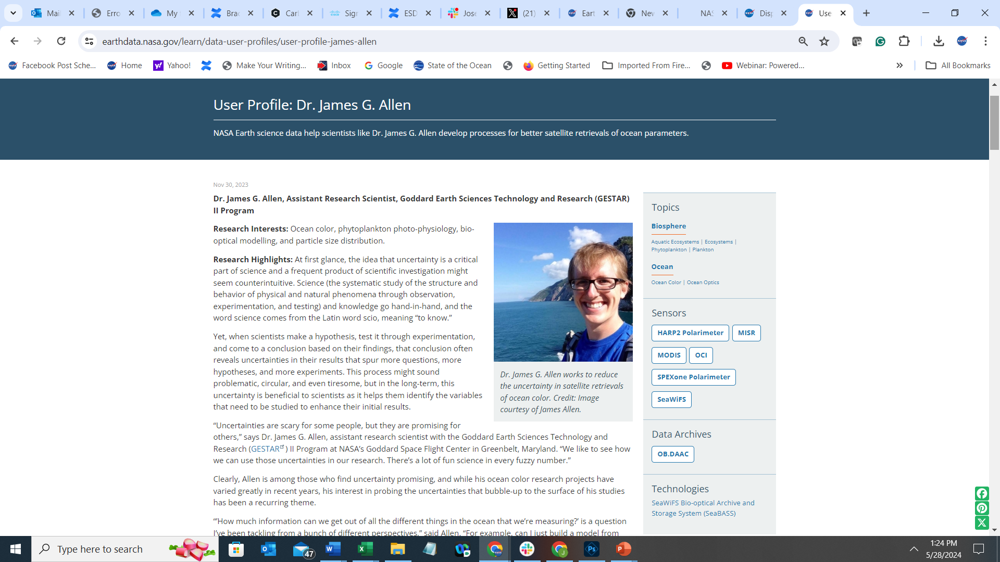 Mail
Erro
My
Brac
Carl
Sign
ESD
Jose
(21)
Eart
Nev
NAS
Disp
Use
earthdata.nasa.gov/learn/data-user-profiles/user-profile-james-allen
Facebook Post Sche...
Home
Yahoo!
Make Your Writing...
Inbox
Google
State of the Ocean
Getting Started
Imported From Fire...
Webinar: Powered...
All Bookmarks
User Profile: Dr. James G. Allen
NASA Earth science data help scientists like Dr. James G. Allen develop processes for better satellite retrievals of ocean parameters.
Nov 30, 2023
Dr. James G. Allen, Assistant Research Scientist, Goddard Earth Sciences Technology and Research (GESTAR)
II Program
Research Interests: Ocean color, phytoplankton photo-physiology, bio-
optical modelling, and particle size distribution.
Research Highlights: At first glance, the idea that uncertainty is a critical
part of science and a frequent product of scientific investigation might
seem counterintuitive. Science (the systematic study of the structure and
behavior of physical and natural phenomena through observation,
experimentation, and testing) and knowledge go hand-in-hand, and the
word science comes from the Latin word scio, meaning “to know.”
Yet, when scientists make a hypothesis, test it through experimentation,
and come to a conclusion based on their findings, that conclusion often
reveals uncertainties in their results that spur more questions, more
hypotheses, and more experiments. This process might sound
problematic, circular, and even tiresome, but in the long-term, this
uncertainty is beneficial to scientists as it helps them identify the variables
that need to be studied to enhance their initial results.
Dr. James G. Allen works to reduce
the uncertainty in satellite retrievals
of ocean color. Credit: Image
courtesy of James Allen.
“Uncertainties are scary for some people, but they are promising for
others,” says Dr. James G. Allen, assistant research scientist with the Goddard Earth Sciences Technology and
Research (GESTAR) II Program at NASA’s Goddard Space Flight Center in Greenbelt, Maryland. “We like to see how
we can use those uncertainties in our research. There’s a lot of fun science in every fuzzy number.”
Clearly, Allen is among those who find uncertainty promising, and while his ocean color research projects have
varied greatly in recent years, his interest in probing the uncertainties that bubble-up to the surface of his studies
has been a recurring theme.
“‘How much information can we get out of all the different things in the ocean that we’re measuring?’ is a question
I’ve been tackling from a bunch of different perspectives,” said Allen. “For example, can I just build a model from
Topics
Biosphere
Aquatic Ecosystems | Ecosystems |
Phytoplankton | Plankton
Ocean
Ocean Color | Ocean Optics
Sensors
HARP2 Polarimeter
MISR
MODIS
OCI
SPEXone Polarimeter
SeaWiFS
Data Archives
OB.DAAC
Technologies
SeaWiFS Bio-optical Archive and
Storage System (SeaBASS)
Type here to search
47
1:24 PM
5/28/2024